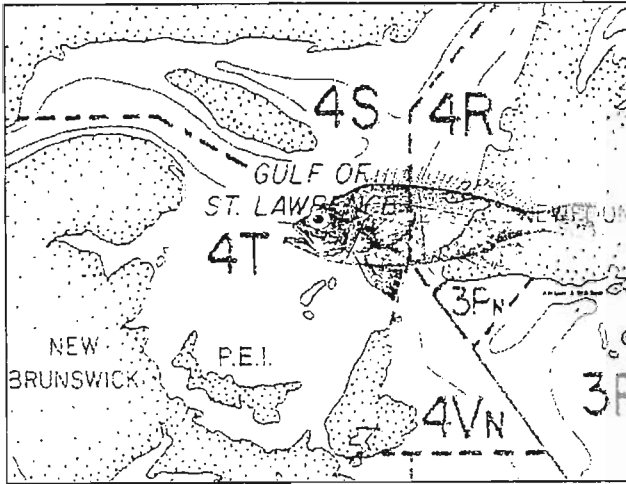 4S 4R
GULF OF
ST. LAWRENCE
4T
3PN
NEW
BRUNSWICK
P.E.I.
4VN